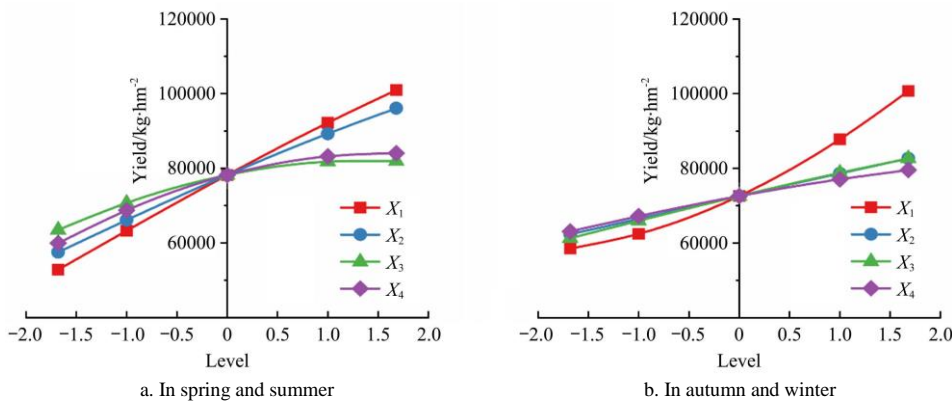 120000
100000
80000
60000
Yield/kg·hm⁻²
X₁
X₂
X₃
X₄
−2.0 −1.5 −1.0 −0.5 0 0.5 1.0 1.5 2.0
Level
a. In spring and summer
120000
100000
80000
60000
Yield/kg·hm⁻²
X₁
X₂
X₃
X₄
−2.0 −1.5 −1.0 −0.5 0 0.5 1.0 1.5 2.0
Level
b. In autumn and winter